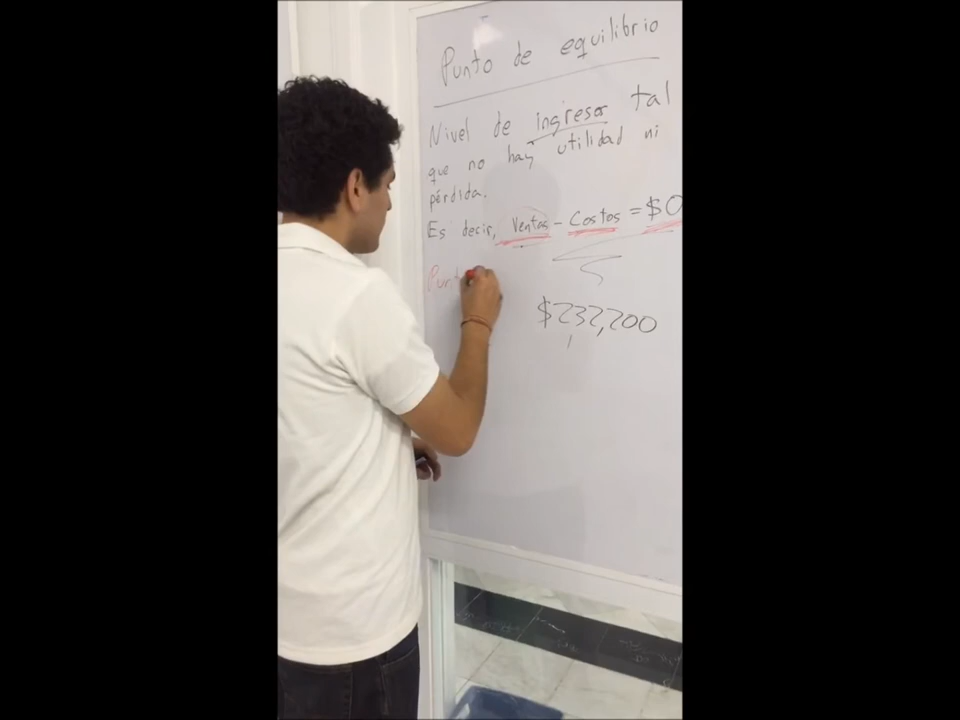 Punto de equilibrio
Nivel de ingresos tal
que no hay utilidad ni
pérdida.
Es decir, Ventas - Costos = $0
Punt
$232,200